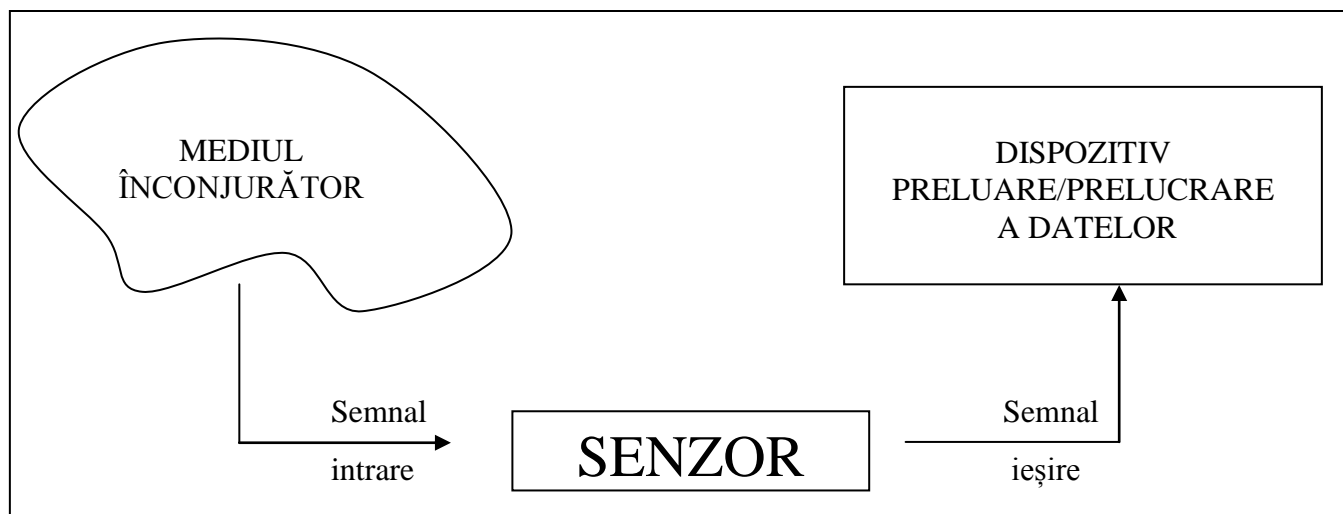 MEDIUL
ÎNCONJURĂTOR
DISPOZITIV
PRELUARE/PRELUCRARE
A DATELOR
Semnal
intrare
SENZOR
Semnal
ieșire